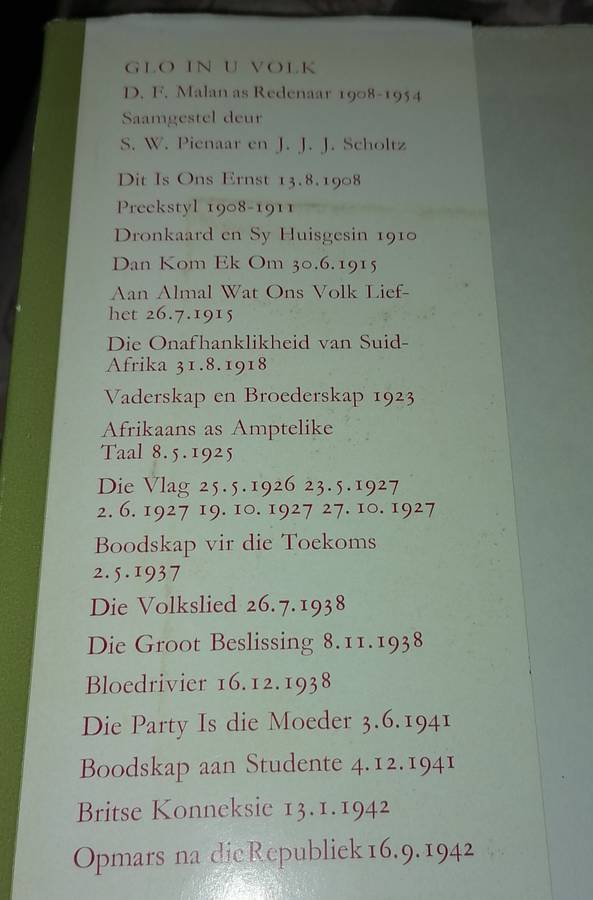 GLO IN U VOLK
D. F. Malan as Redenaar 1908-1954
Saamgestel deur
S. W. Pienaar en J. J. J. Scholtz
Dit Is Ons Erns 13.8.1908
Preekstyl 1908-1911
Dronkaard en Sy Huisgesin 1910
Dan Kom Ek Om 30.6.1915
Aan Almal Wat Ons Volk Lief-
het 26.7.1915
Die Onafhanklikheid van Suid-
Afrika 31.8.1918
Vaderskap en Broederskap 1923
Afrikaans as Amptelike
Taal 8.5.1925
Die Vlag 25.5.1926 23.5.1927
2. 6. 1927 19. 10. 1927 27. 10. 1927
Boodskap vir die Toekoms
2.5.1937
Die Volkslied 26.7.1938
Die Groot Beslissing 8.11.1938
Bloedrivier 16.12.1938
Die Party Is die Moeder 3.6.1941
Boodskap aan Studente 4.12.1941
Britse Konneksie 13.1.1942
Opmars na die Republiek 16.9.1942